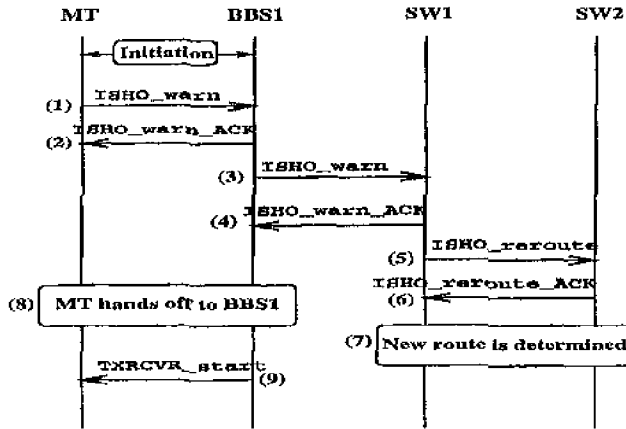 MT BBS1 SW1 SW2
Initiation
(1) ISHO_warn
(2) ISHO_warn_ACK
(3) ISHO_warn
(4) ISHO_warn_ACK
(5) ISHO_reroute
ISHO_reroute_ACK
(6)
(8) MT hands off to BBS1
(7) New route is determined
TXRCVR_start
(9)